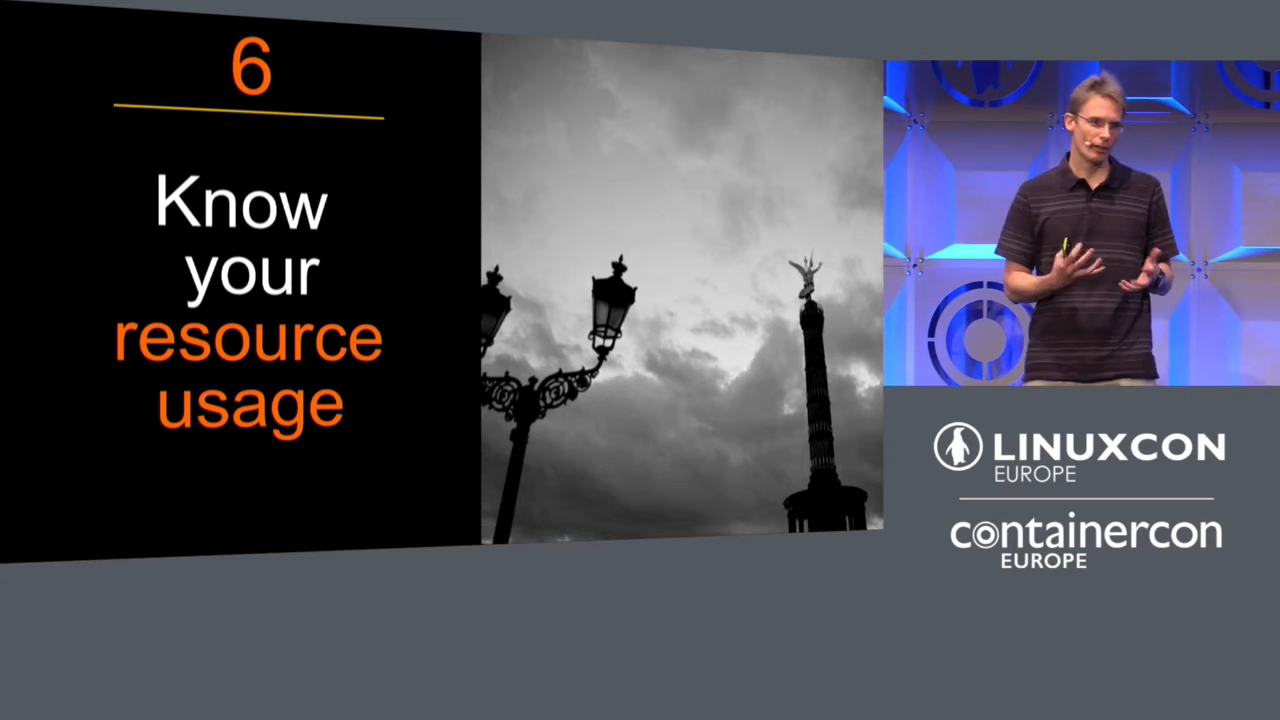 6
Know
your
resource
usage
LINUXCON
EUROPE
containercon
EUROPE